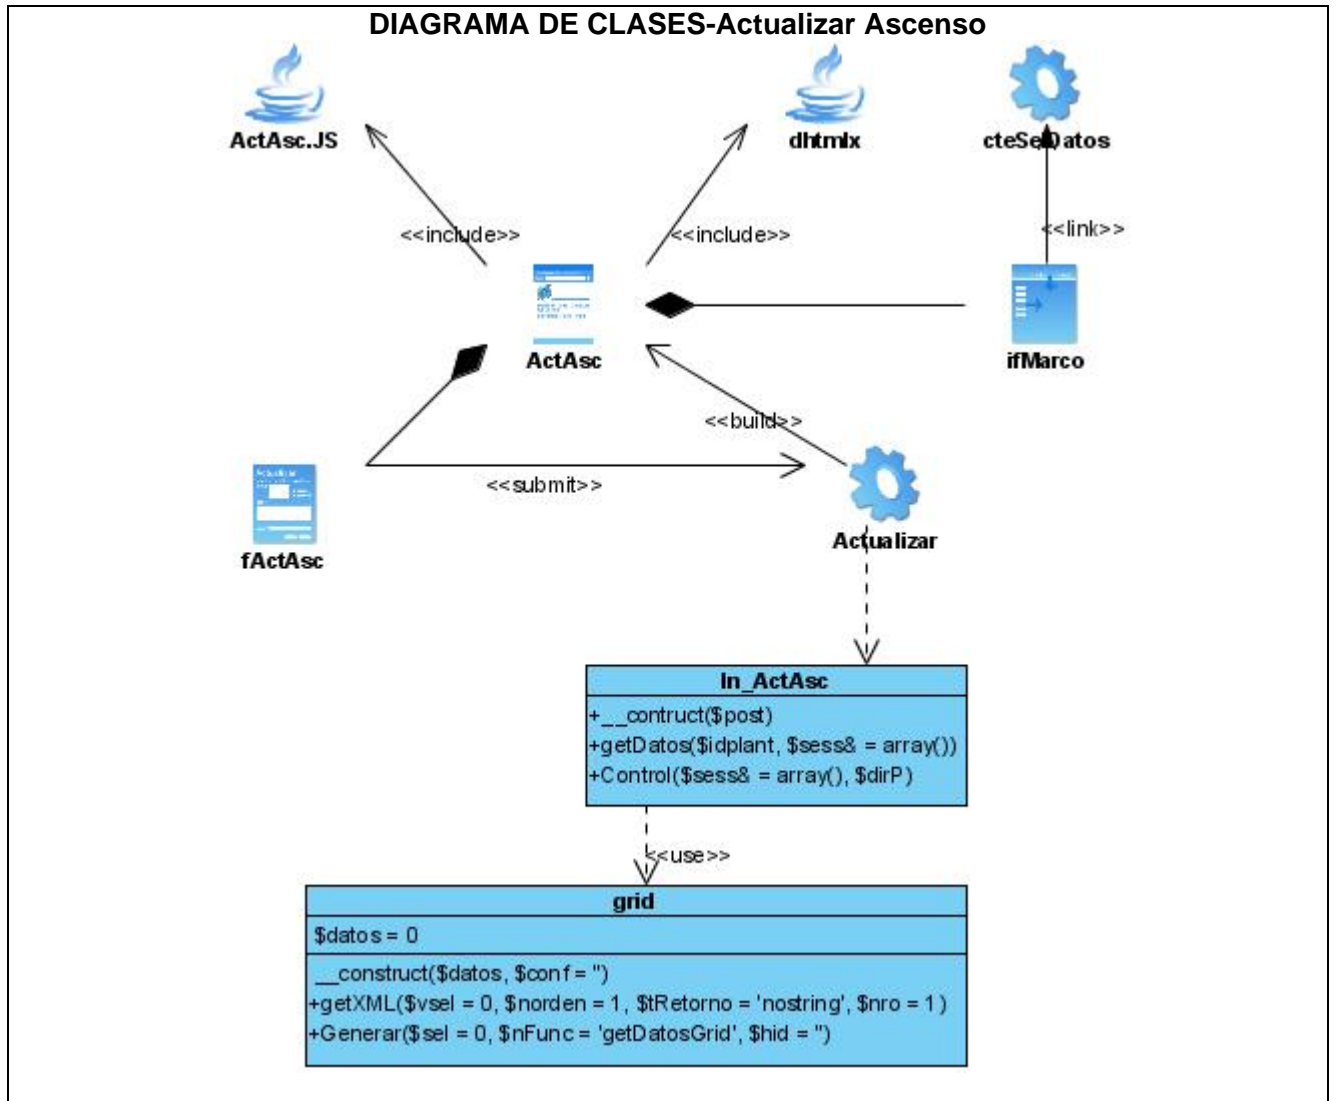 DIAGRAMA DE CLASES-Actualizar Ascenso
ActAsc.JS
dhtmlx
<<include>>
<<include>>
<<link>>
ActAsc
ifMarco
<<build>>
<<submit>>
fActAsc
Actualizar
ln_ActAsc
+__contruct($post)
+getDatos($idplant, $sess& = array())
+Control($sess& = array(), $dirP)
<<use>>
grid
$datos = 0
__construct($datos, $conf = '')
+getXML($vsel = 0, $norden = 1, $tRetorno = 'nostring', $nro = 1 )
+Generar($sel = 0, $nFunc = 'getDatosGrid', $hid = '')